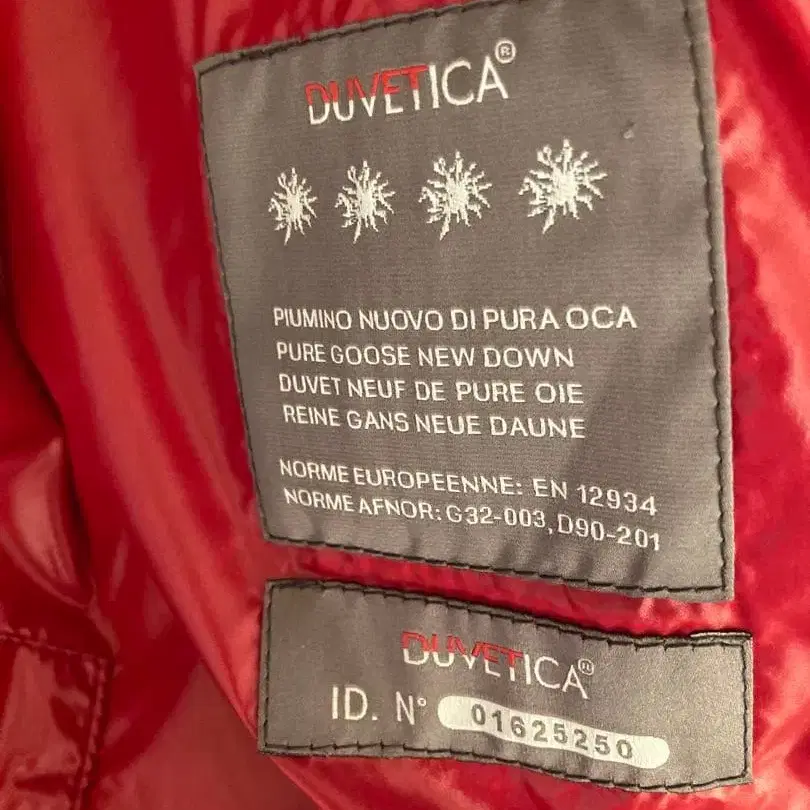 DUVETICA®
PIUMINO NUOVO DI PURA OCA
PURE GOOSE NEW DOWN
DUVET NEUF DE PURE OIE
REINE GANS NEUE DAUNE
NORME EUROPEENNE: EN 12934
NORME AFNOR: G32-003, D90-201
DUVETICA®
ID. N° 01625250